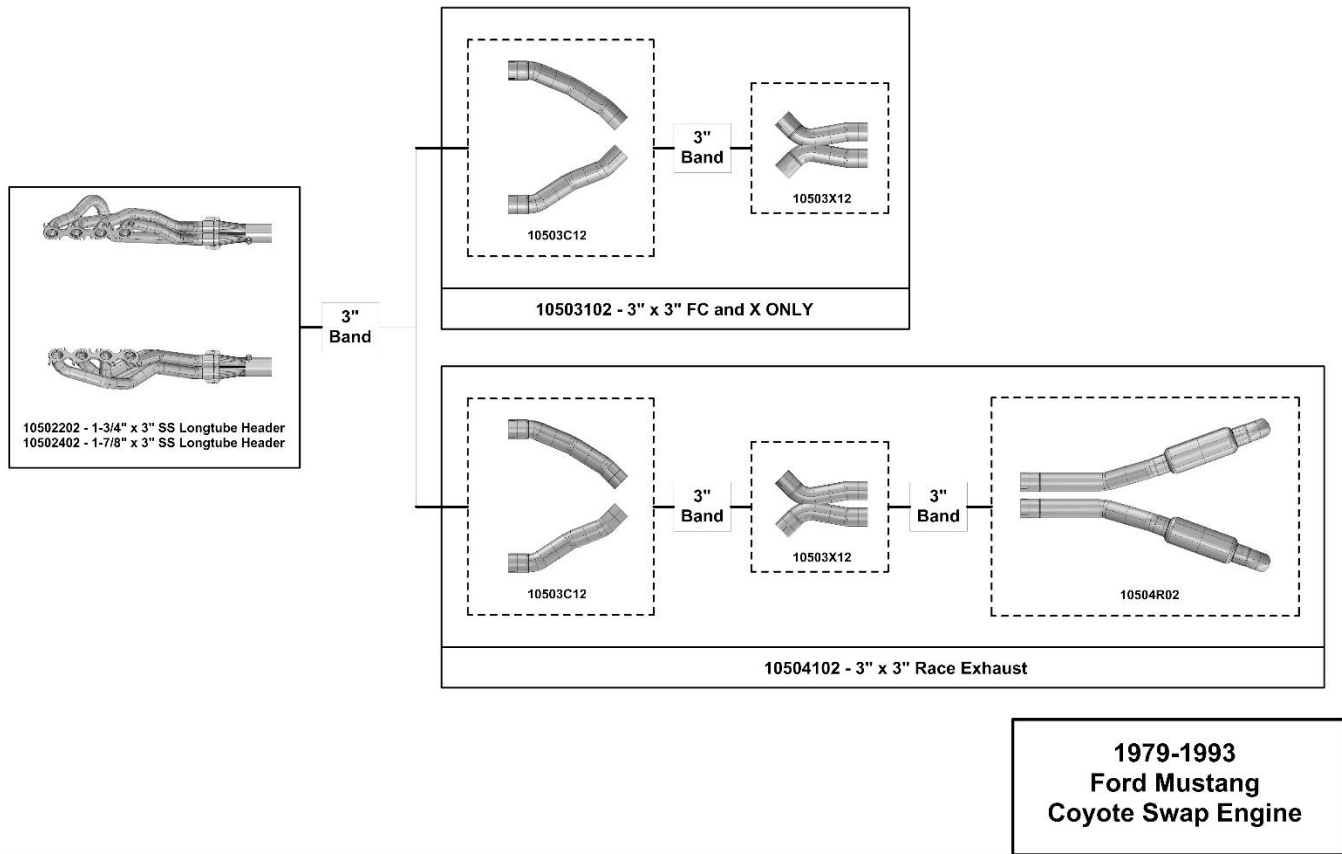 10502202 - 1-3/4" x 3" SS Longtube Header
10502402 - 1-7/8" x 3" SS Longtube Header
3"
Band
10503C12
3"
Band
10503X12
10503102 - 3" x 3" FC and X ONLY
10503C12
3"
Band
10503X12
3"
Band
10504R02
10504102 - 3" x 3" Race Exhaust
1979-1993
Ford Mustang
Coyote Swap Engine